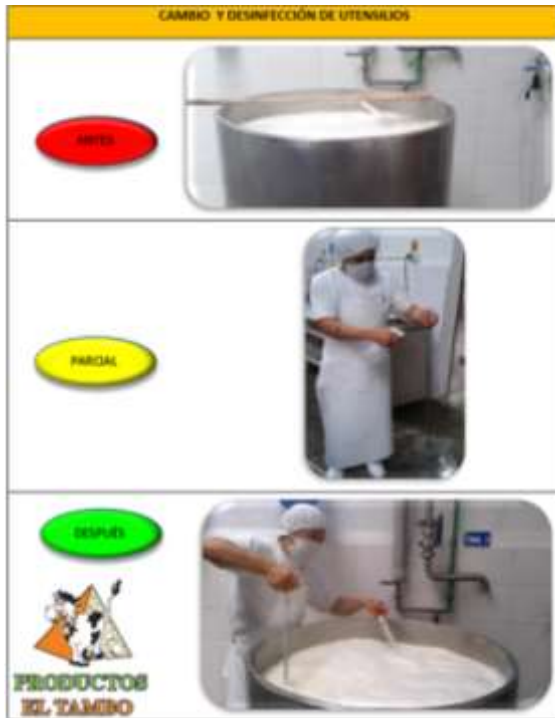 CAMBIO Y DESINFECCIÓN DE UTENSILIOS
ANTES
PARCIAL
DESPUÉS
PRODUCTOS
EL TAMBO